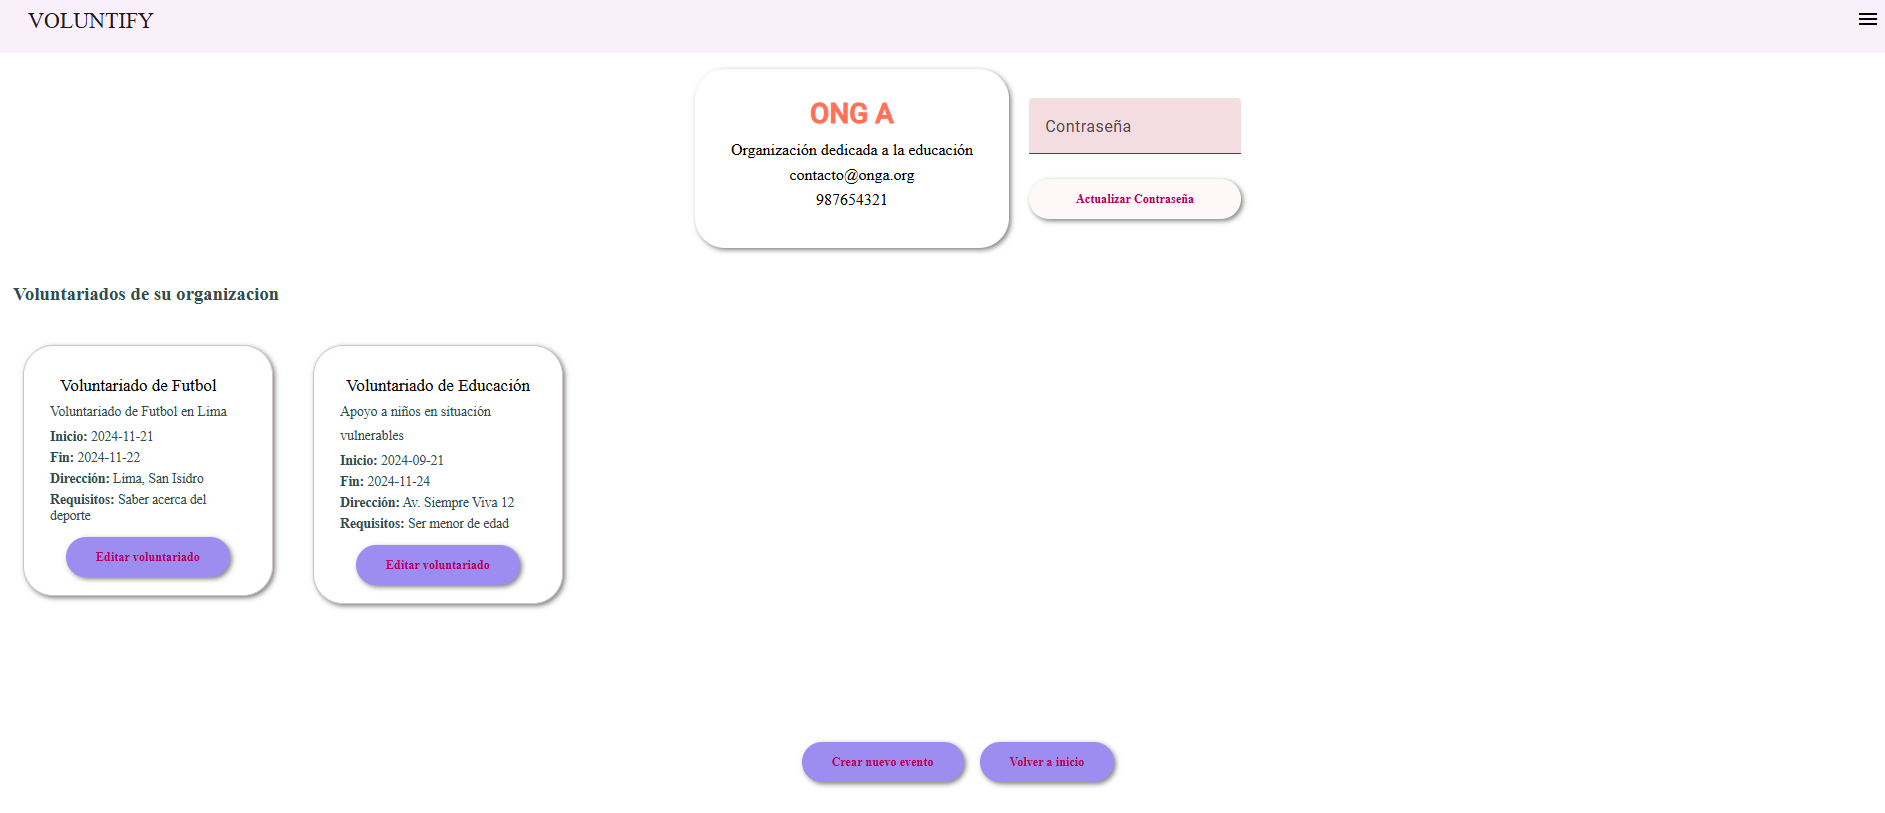 VOLUNTIFY
ONG A
Organización dedicada a la educación
contacto@onga.org
987654321
Contraseña
Actualizar Contraseña
Voluntariados de su organizacion
Voluntariado de Futbol
Voluntariado de Futbol en Lima
Inicio: 2024-11-21
Fin: 2024-11-22
Dirección: Lima, San Isidro
Requisitos: Saber acerca del
deporte
Editar voluntariado
Voluntariado de Educación
Apoyo a niños en situación
vulnerables
Inicio: 2024-09-21
Fin: 2024-11-24
Dirección: Av. Siempre Viva 12
Requisitos: Ser menor de edad
Editar voluntariado
Crear nuevo evento
Volver a inicio